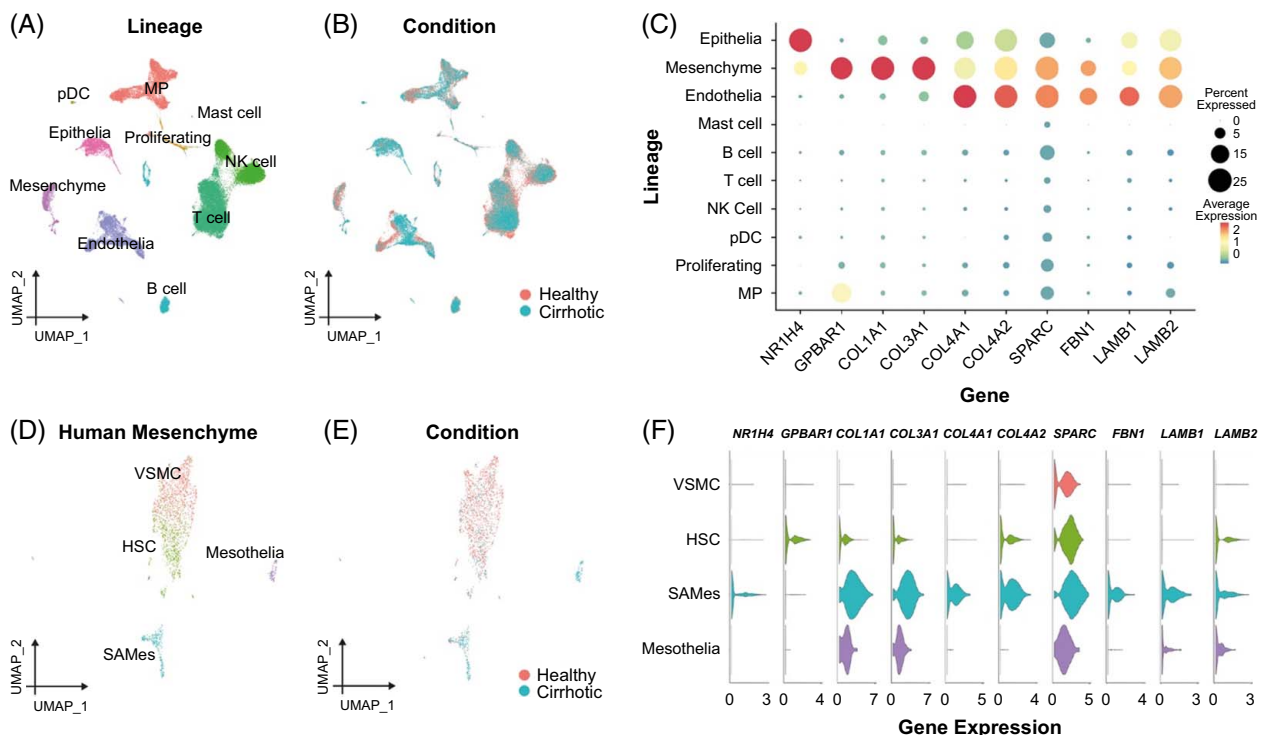 (A) Lineage
MP
pDC
Mast cell
Epithelia
Proliferating
NK cell
Mesenchyme
T cell
Endothelia
B cell
UMAP_2
UMAP_1
(B) Condition
Healthy
Cirrhotic
UMAP_2
UMAP_1
(C)
Lineage
Epithelia
Mesenchyme
Endothelia
Mast cell
B cell
T cell
NK Cell
pDC
Proliferating
MP
NR1H4 GPBAR1 COL1A1 COL3A1 COL4A1 COL4A2 SPARC FBN1 LAMB1 LAMB2
Gene
Percent
Expressed
0
5
15
25
Average
Expression
2
1
0
(D) Human Mesenchyme
VSMC
HSC
Mesothelia
SAMes
UMAP_2
UMAP_1
(E) Condition
Healthy
Cirrhotic
UMAP_2
UMAP_1
(F)
NR1H4 GPBAR1 COL1A1 COL3A1 COL4A1 COL4A2 SPARC FBN1 LAMB1 LAMB2
VSMC
HSC
SAMes
Mesothelia
0 3 0 4 0 7 0 7 0 5 0 4 0 5 0 4 0 4 0 3
Gene Expression